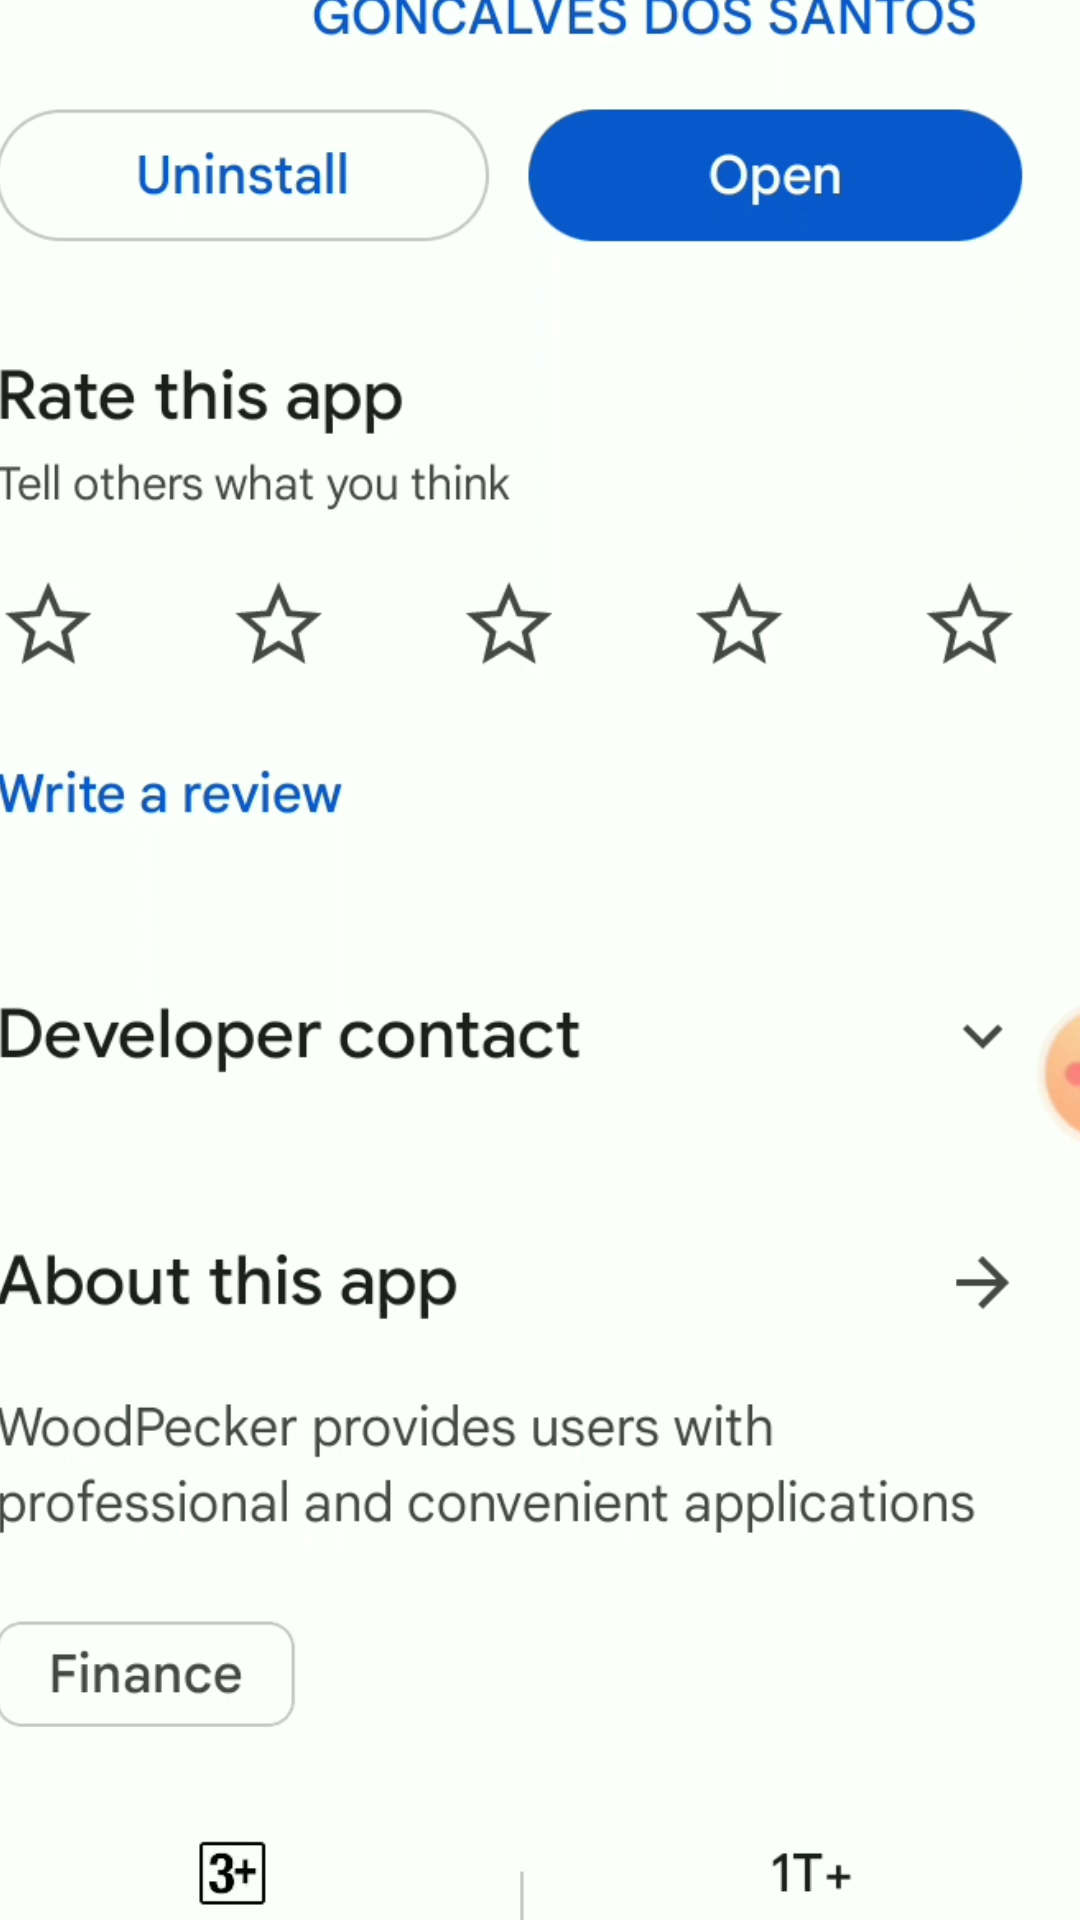 GONCALVES DOS SANTOS
Uninstall
Open
Rate this app
Tell others what you think
Write a review
Developer contact
About this app
WoodPecker provides users with
professional and convenient applications
Finance
3+
1T+